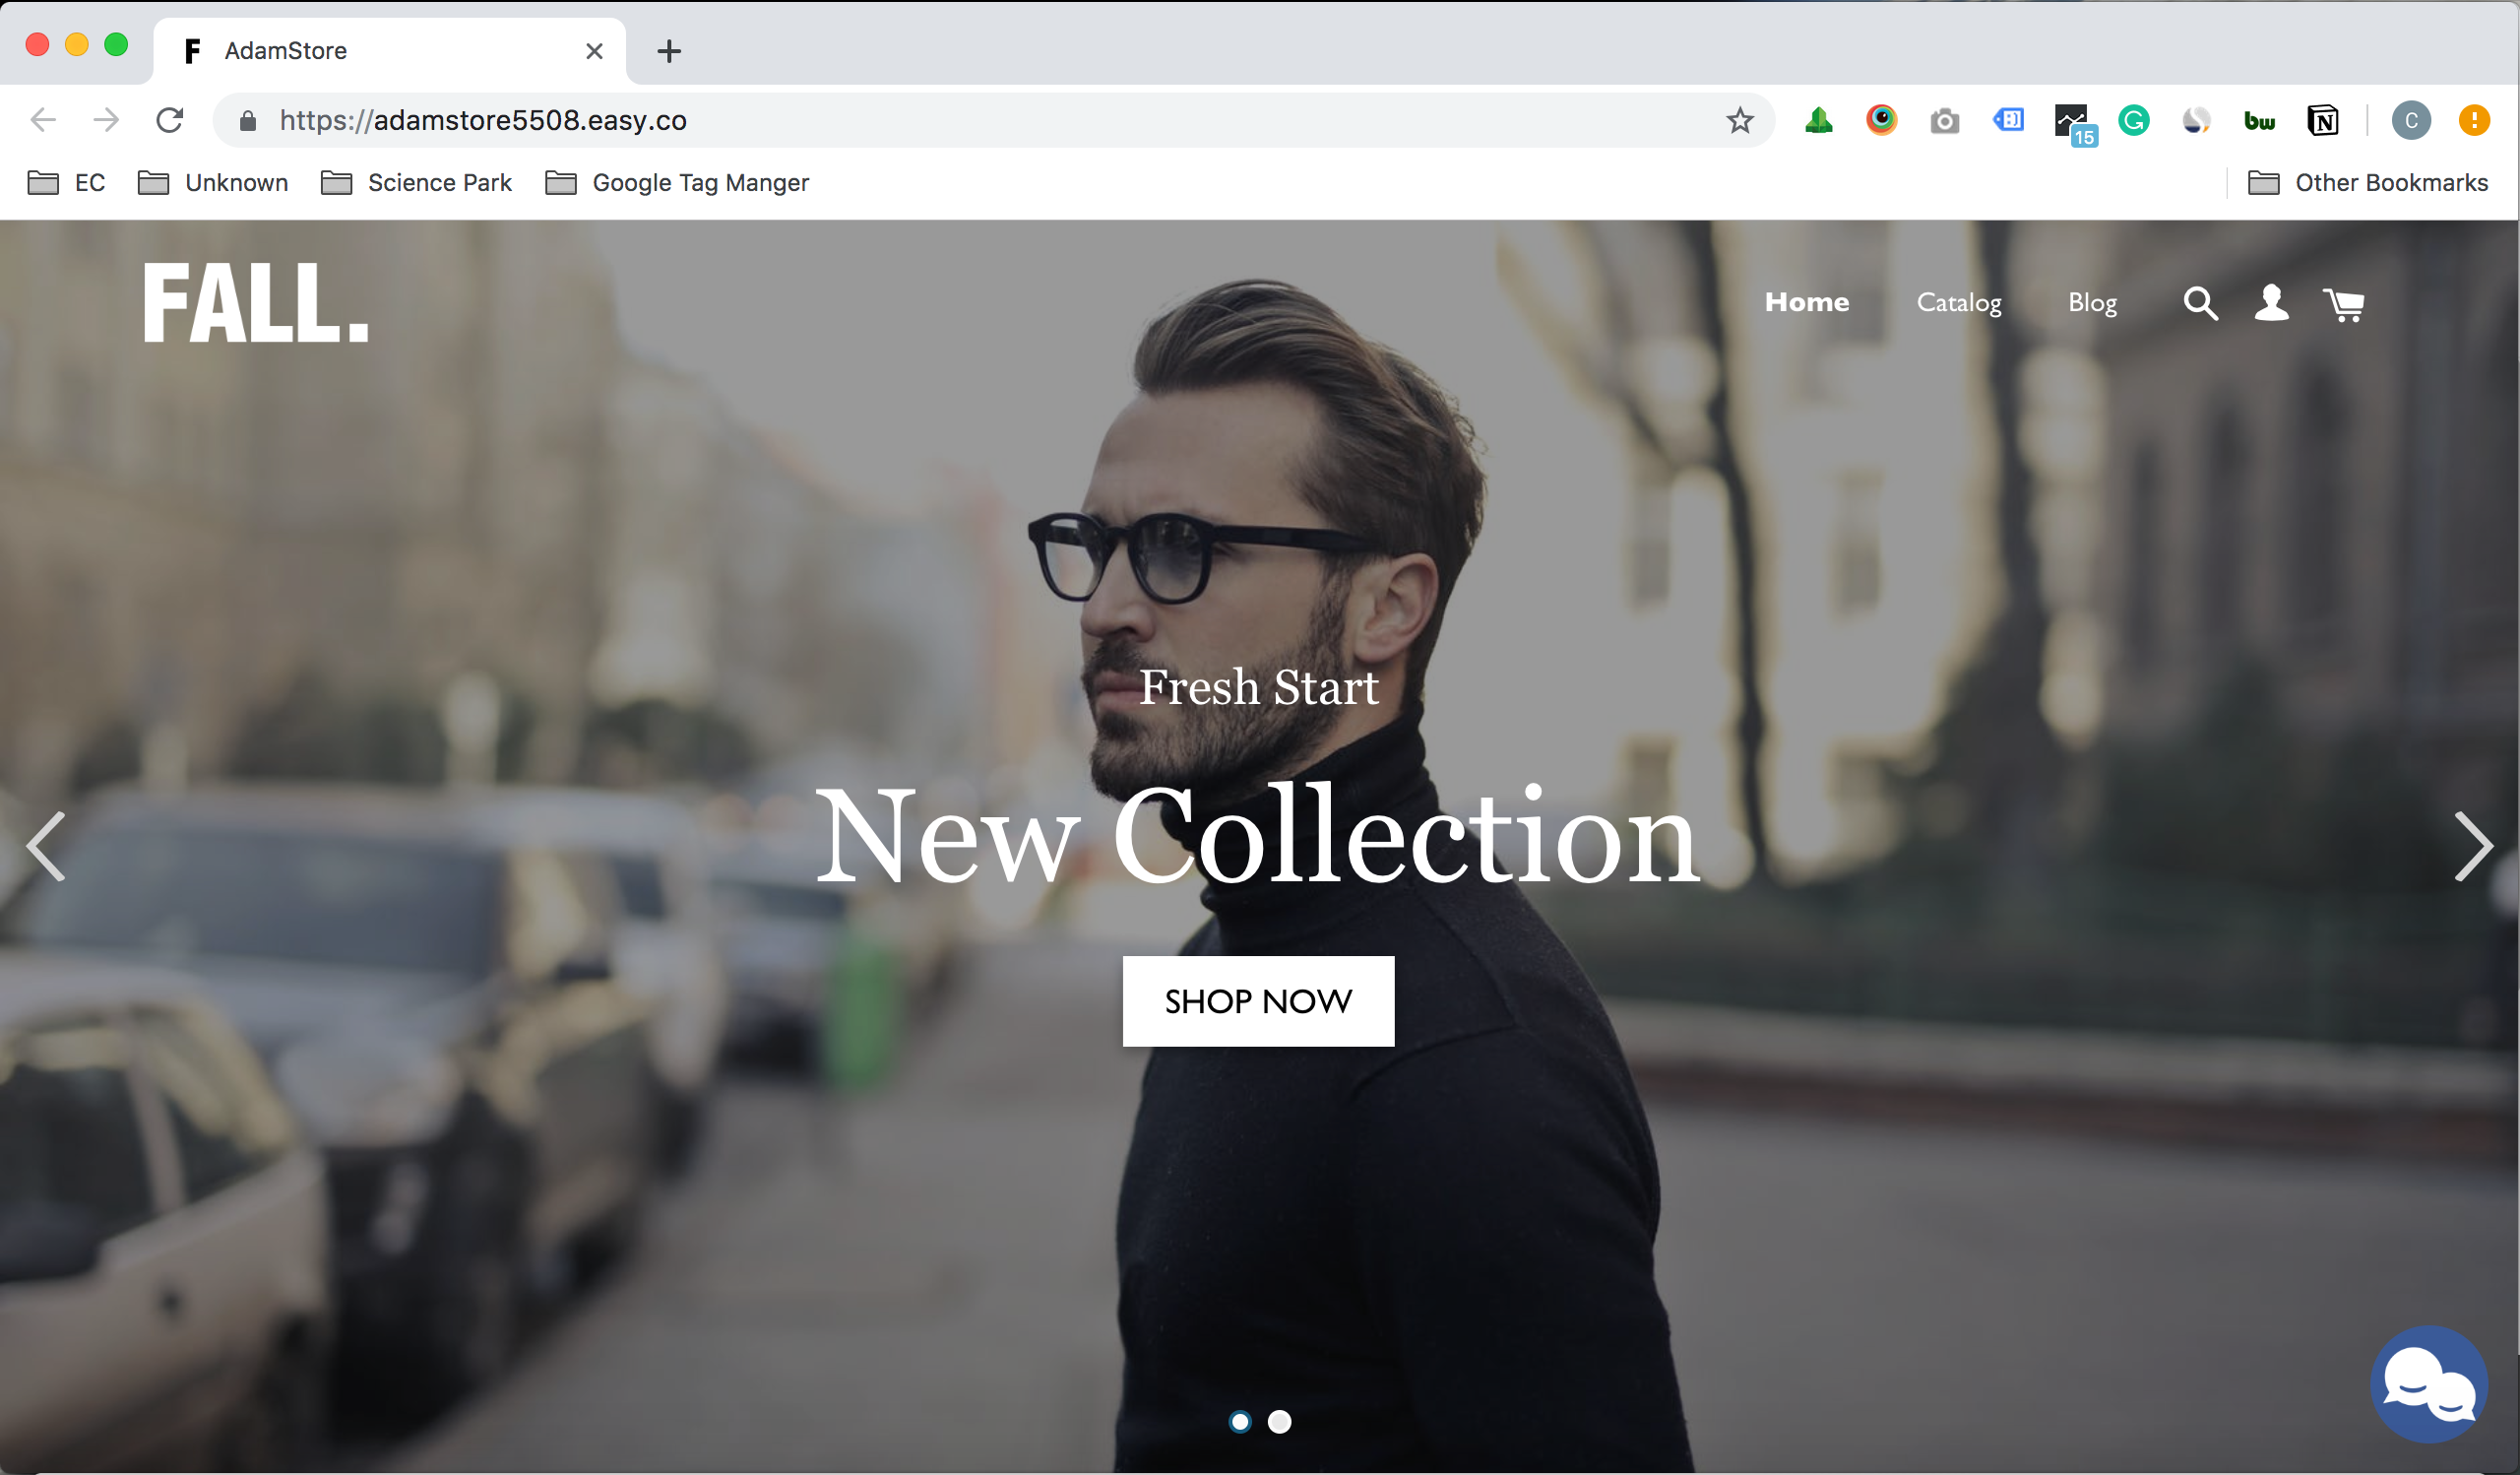 F AdamStore
https://adamstore5508.easy.co
15
G
bw
N
C
EC Unknown Science Park Google Tag Manger Other Bookmarks
FALL.
Home Catalog Blog
Fresh Start
New Collection
SHOP NOW